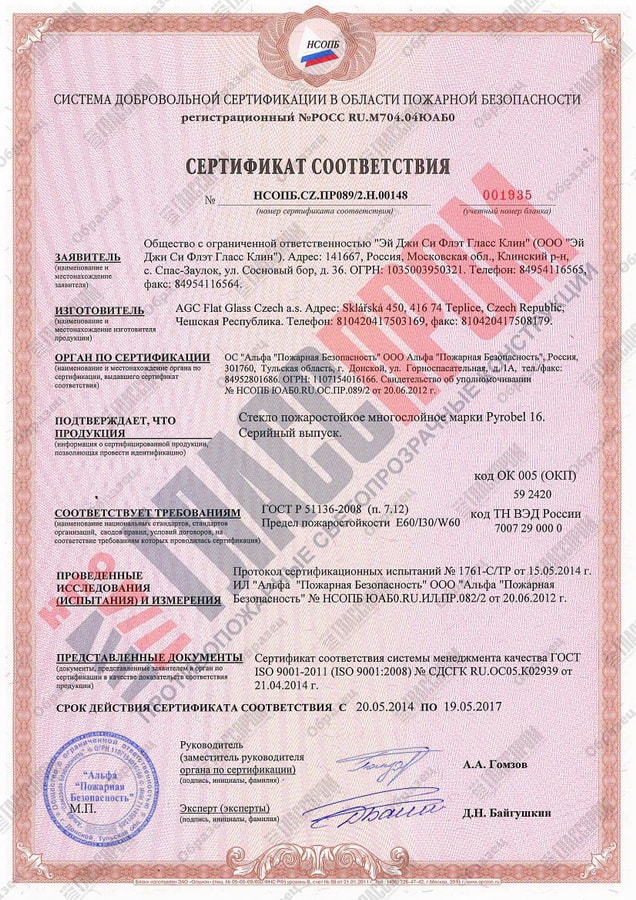 НСОПБ
СИСТЕМА ДОБРОВОЛЬНОЙ СЕРТИФИКАЦИИ В ОБЛАСТИ ПОЖАРНОЙ БЕЗОПАСНОСТИ
регистрационный №РОСС RU.М704.04ЮАБ0
СЕРТИФИКАТ СООТВЕТСТВИЯ
№ НСОПБ.CZ.ПР089/2.Н.00148 001935
(номер сертификата соответствия) (учетный номер бланка)
Общество с ограниченной ответственностью "Эй Джи Си Флэт Гласс Клин" (ООО "Эй
ЗАЯВИТЕЛЬ Джи Си Флэт Гласс Клин"). Адрес: 141667, Россия, Московская обл., Клинский р-н,
(наименование и местонахождение заявителя) с. Спас-Заулок, ул. Сосновый бор, д. 36. ОГРН: 1035003950321. Телефон: 84954116565,
факс: 84954116564.
ИЗГОТОВИТЕЛЬ AGC Flat Glass Czech a.s. Адрес: Sklářská 450, 416 74 Teplice, Czech Republic;
(наименование и местонахождение изготовителя продукции) Чешская Республика. Телефон: 810420417503169, факс: 810420417508179.
ОРГАН ПО СЕРТИФИКАЦИИ ОС "Альфа "Пожарная Безопасность" ООО Альфа "Пожарная Безопасность", Россия,
(наименование и местонахождение органа по сертификации, выдавшего сертификат соответствия) 301760, Тульская область, г. Донской, ул. Горноспасательная, д. 1А, тел./факс:
84952801686. ОГРН: 1107154016166. Свидетельство об уполномочивании
№ НСОПБ ЮАБ0.RU.ОС.ПР.089/2 от 20.06.2012 г.
ПОДТВЕРЖДАЕТ, ЧТО Стекло пожаростойкое многослойное марки Pyrobel 16.
ПРОДУКЦИЯ Серийный выпуск.
(информация о сертифицированной продукции, позволяющая провести идентификацию)
код ОК 005 (ОКП)
59 2420
СООТВЕТСТВУЕТ ТРЕБОВАНИЯМ ГОСТ Р 51136-2008 (п. 7.12) код ТН ВЭД России
(наименование национальных стандартов, стандартов организаций, сводов правил, условий договоров, на соответствие требованиям которых проводилась сертификация) Предел пожаростойкости E60/I30/W60 7007 29 000 0
ПРОВЕДЕННЫЕ Протокол сертификационных испытаний № 1761-С/ТР от 15.05.2014 г.
ИССЛЕДОВАНИЯ ИЛ "Альфа "Пожарная Безопасность" ООО "Альфа "Пожарная
(ИСПЫТАНИЯ) И ИЗМЕРЕНИЯ Безопасность" № НСОПБ ЮАБ0.RU.ИЛ.ПР.082/2 от 20.06.2012 г.
ПРЕДСТАВЛЕННЫЕ ДОКУМЕНТЫ Сертификат соответствия системы менеджмента качества ГОСТ
(документы, представленные заявителем в орган по сертификации в качестве доказательств соответствия продукции) ISO 9001-2011 (ISO 9001:2008) № СДСГК RU.ОС05.К02939 от
21.04.2014 г.
СРОК ДЕЙСТВИЯ СЕРТИФИКАТА СООТВЕТСТВИЯ С 20.05.2014 ПО 19.05.2017
Руководитель
(заместитель руководителя
органа по сертификации) А.А. Гомзов
(подпись, инициалы, фамилия)
"Альфа
"Пожарная
Безопасность"
М.П.
Эксперт (эксперты) Д.Н. Байгушкин
(подпись, инициалы, фамилия)
ПЛАСТПРОМ
ПРОТИВОПОЖАРНЫЕ СВЕТОПРОЗРАЧНЫЕ КОНСТРУКЦИИ
Образец